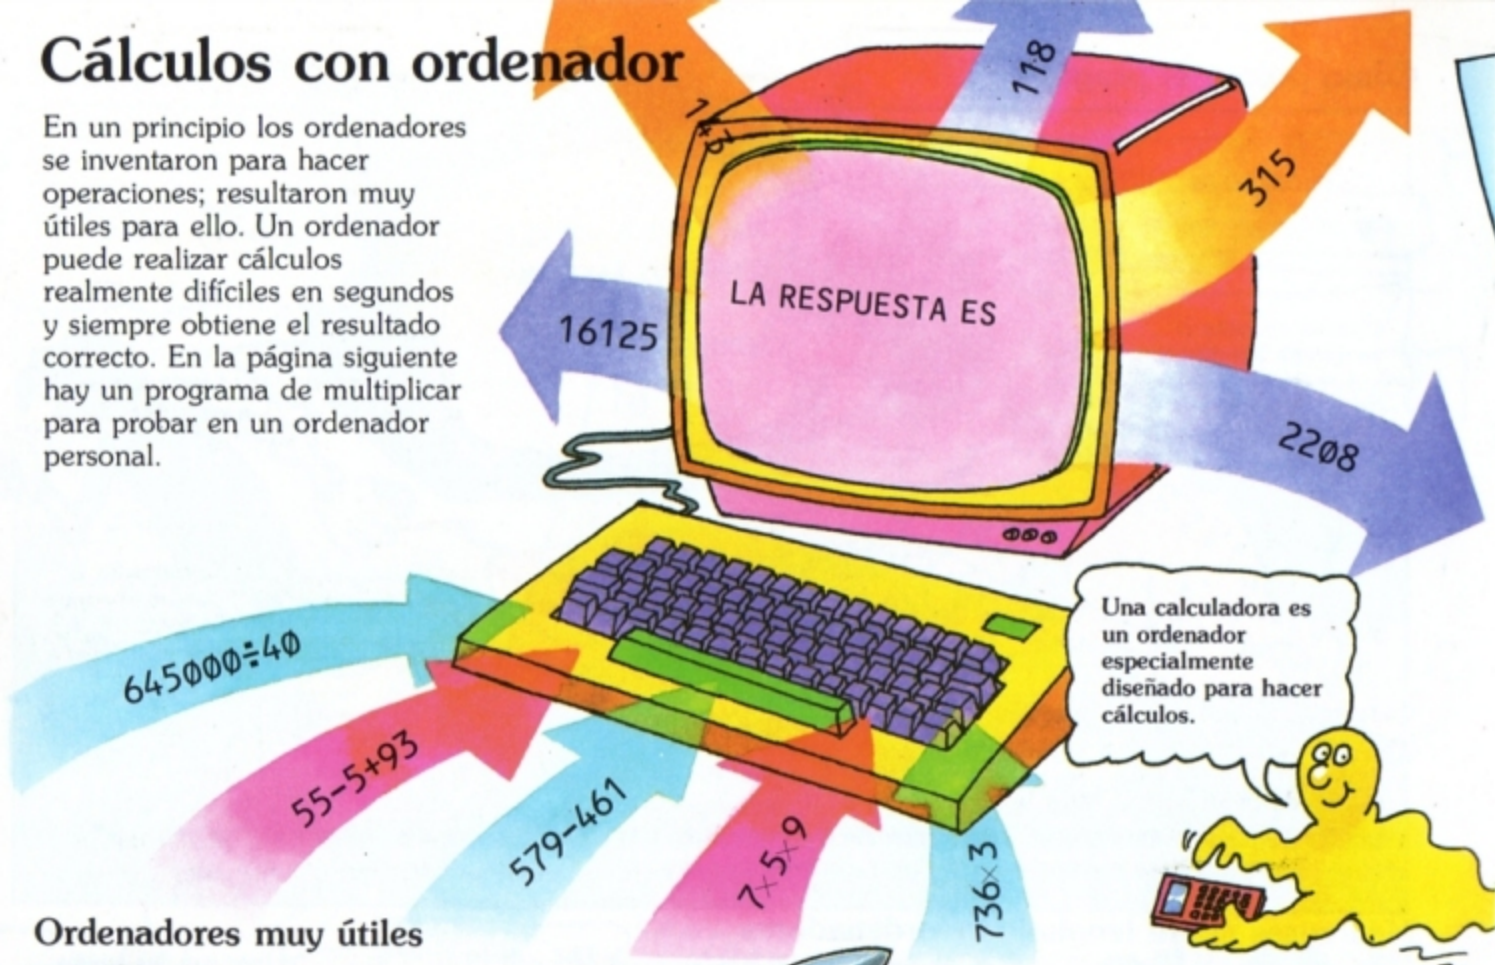 Cálculos con ordenador
En un principio los ordenadores
se inventaron para hacer
operaciones; resultaron muy
útiles para ello. Un ordenador
puede realizar cálculos
realmente difíciles en segundos
y siempre obtiene el resultado
correcto. En la página siguiente
hay un programa de multiplicar
para probar en un ordenador
personal.
118
315
16125
LA RESPUESTA ES
2208
645000÷40
55-5+93
579-461
7×5×9
736×3
Una calculadora es
un ordenador
especialmente
diseñado para hacer
cálculos.
Ordenadores muy útiles